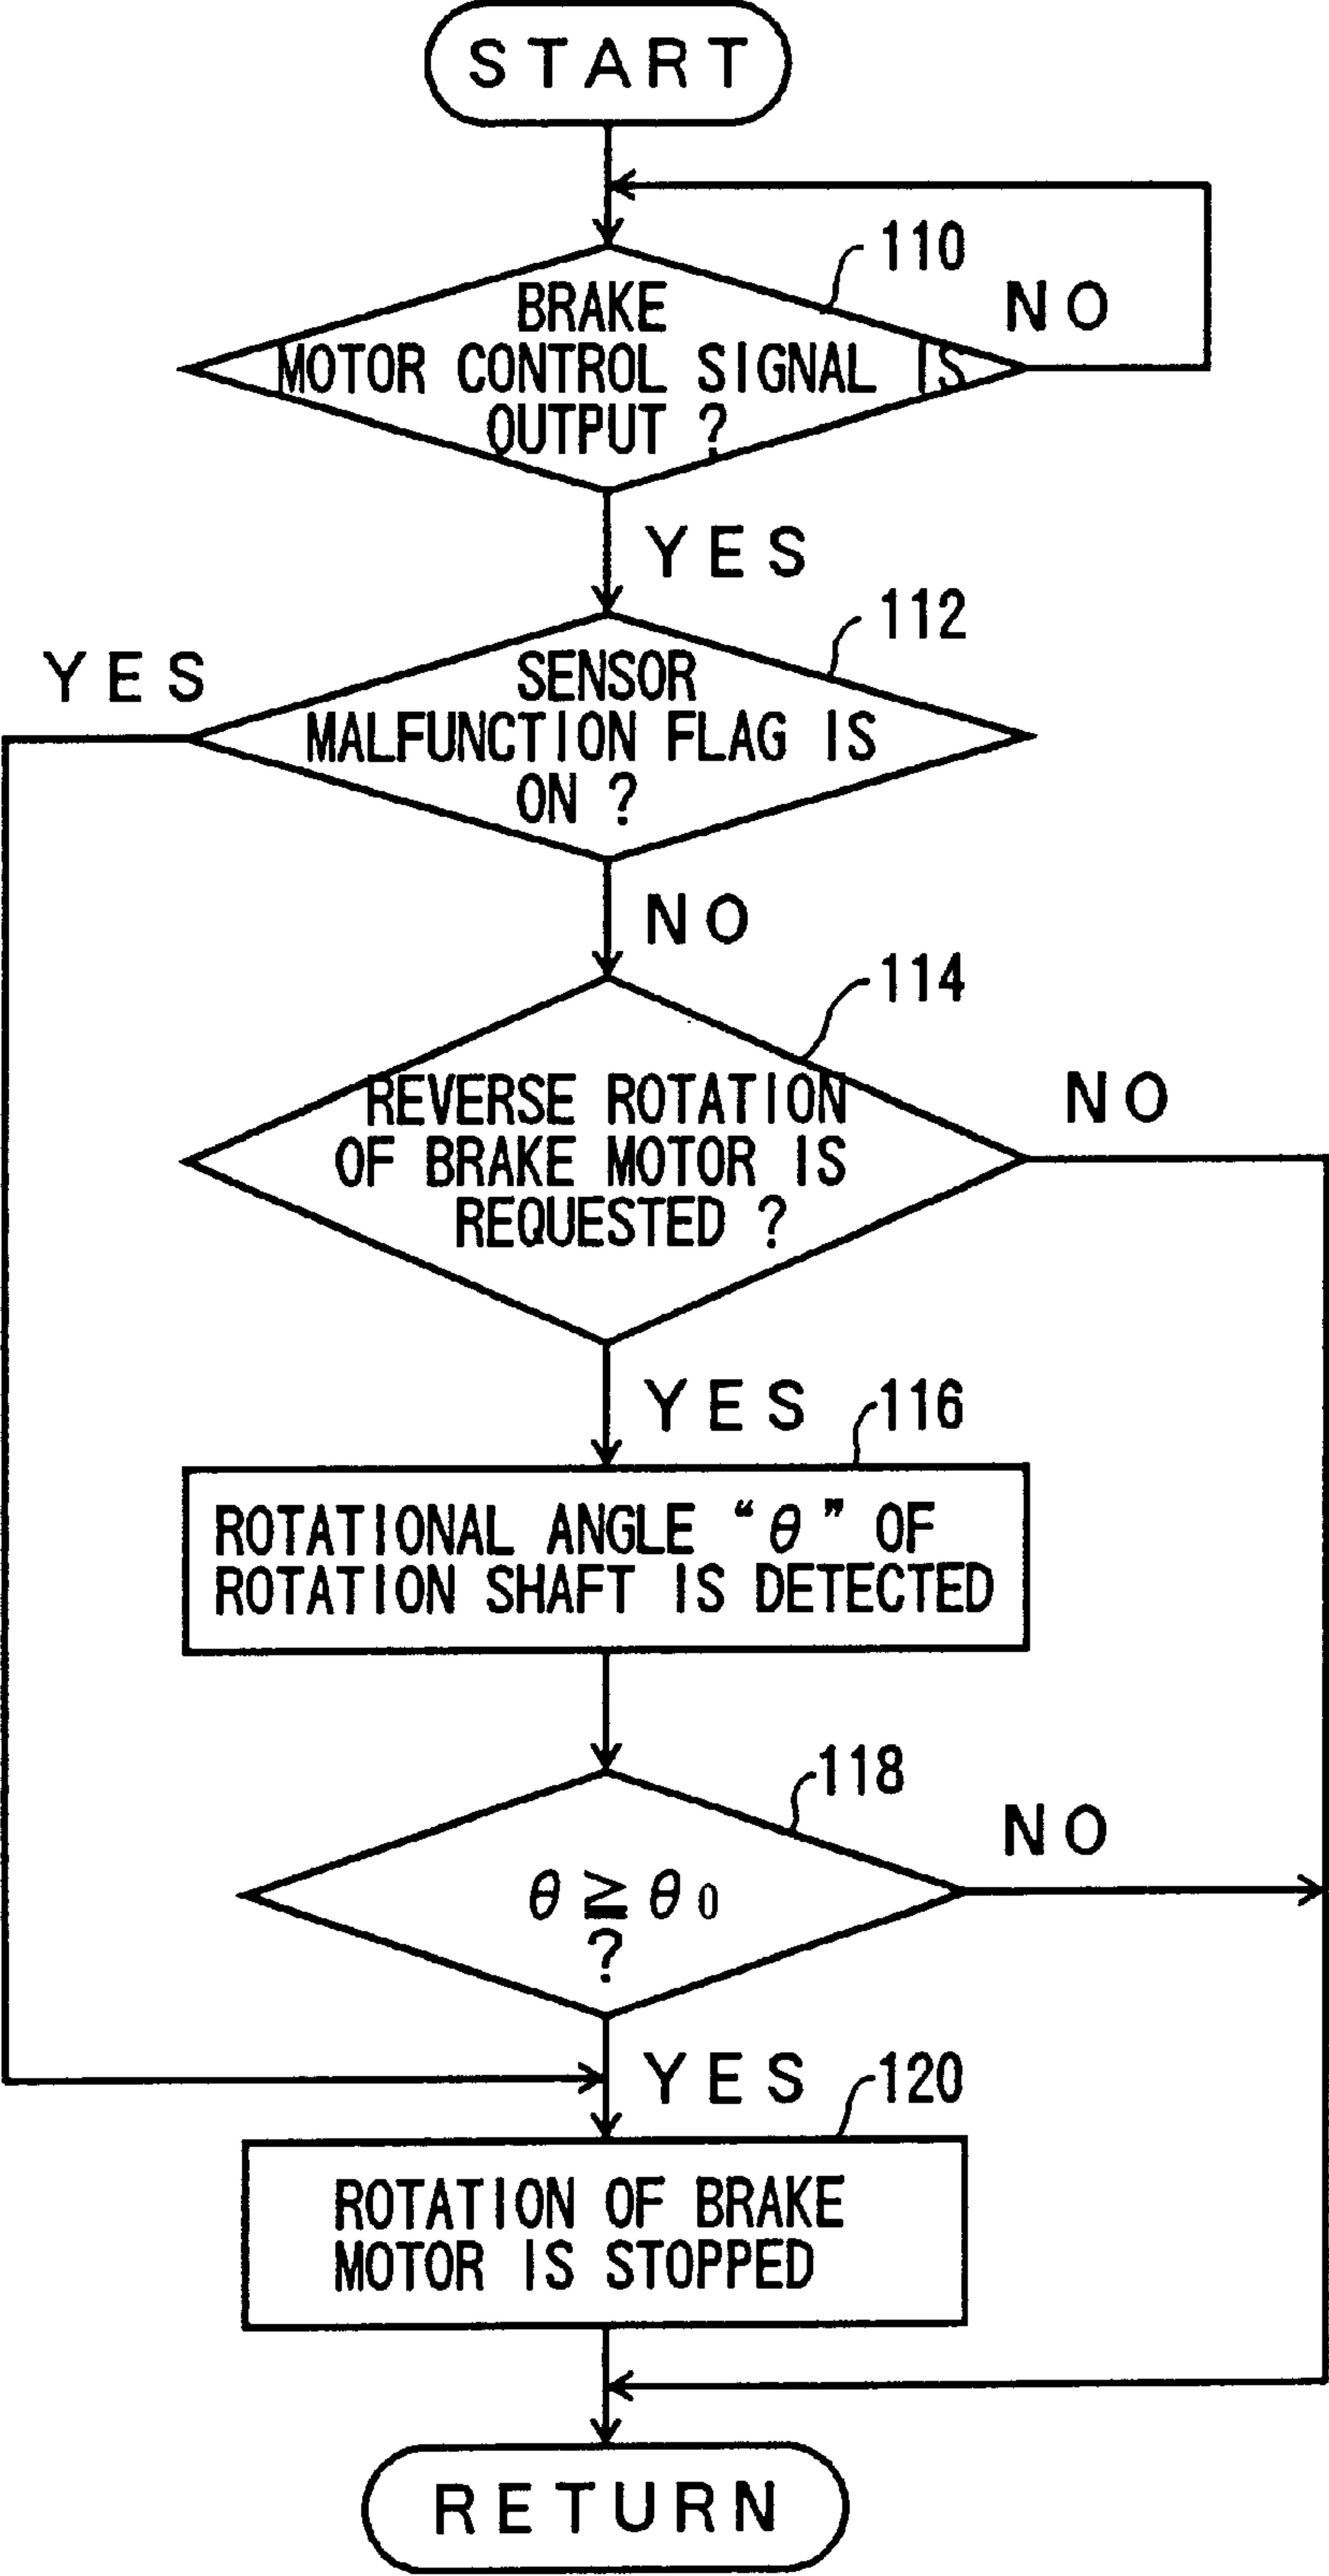 START
110
NO
BRAKE
MOTOR CONTROL SIGNAL IS
OUTPUT ?
YES
112
YES
SENSOR
MALFUNCTION FLAG IS
ON ?
NO
114
NO
REVERSE ROTATION
OF BRAKE MOTOR IS
REQUESTED ?
YES
116
ROTATIONAL ANGLE “θ” OF
ROTATION SHAFT IS DETECTED
118
NO
θ ≧ θ₀
?
YES
120
ROTATION OF BRAKE
MOTOR IS STOPPED
RETURN